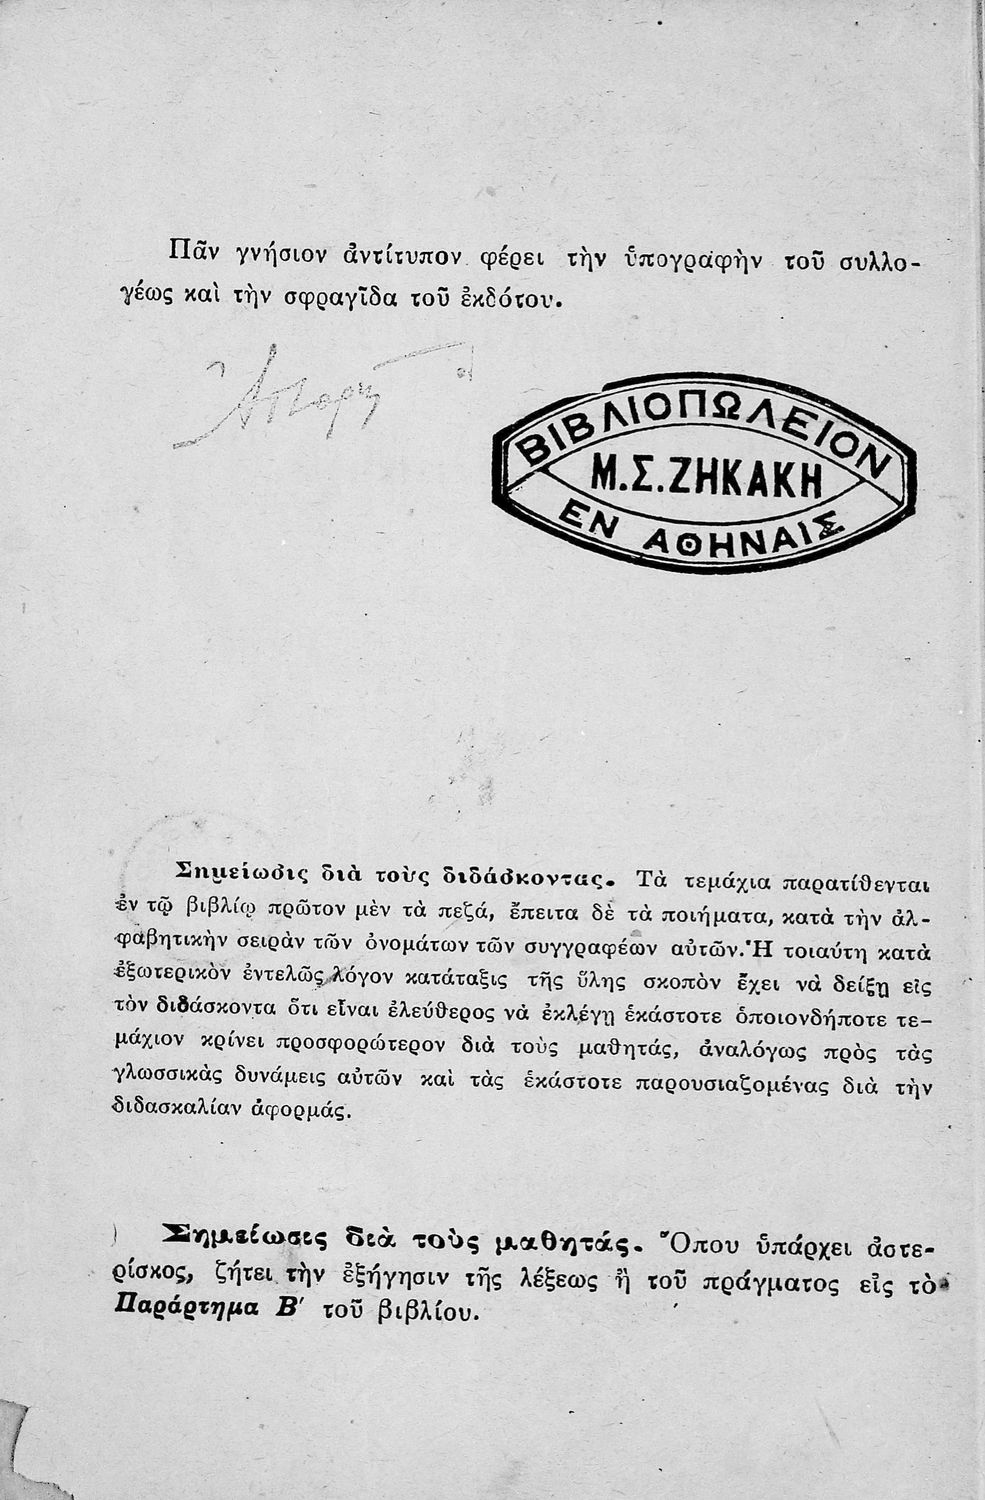 Πᾶν γνήσιον ἀντίτυπον φέρει τὴν ὑπογραφὴν τοῦ συλλο-
γέως καὶ τὴν σφραγῖδα τοῦ ἐκδότου.
ΒΙΒΛΙΟΠΩΛΕΙΟΝ
Μ.Σ.ΖΗΚΑΚΗ
ΕΝ ΑΘΗΝΑΙΣ
Σημείωσις διὰ τοὺς διδάσκοντας. Τὰ τεμάχια παρατίθενται
ἐν τῷ βιβλίῳ πρῶτον μὲν τὰ πεζά, ἔπειτα δὲ τὰ ποιήματα, κατὰ τὴν ἀλ-
φαβητικὴν σειρὰν τῶν ὀνομάτων τῶν συγγραφέων αὐτῶν. Ἡ τοιαύτη κατὰ
ἐξωτερικὸν ἐντελῶς λόγον κατάταξις τῆς ὕλης σκοπὸν ἔχει νὰ δείξῃ εἰς
τὸν διδάσκοντα ὅτι εἶναι ἐλεύθερος νὰ ἐκλέγῃ ἑκάστοτε ὁποιονδήποτε τε-
μάχιον κρίνει προσφορώτερον διὰ τοὺς μαθητάς, ἀναλόγως πρὸς τὰς
γλωσσικὰς δυνάμεις αὐτῶν καὶ τὰς ἑκάστοτε παρουσιαζομένας διὰ τὴν
διδασκαλίαν ἀφορμάς.
Σημείωσις διὰ τοὺς μαθητάς. Ὅπου ὑπάρχει ἀστε-
ρίσκος, ζήτει τὴν ἐξήγησιν τῆς λέξεως ἢ τοῦ πράγματος εἰς τὸ
Παράρτημα Β΄ τοῦ βιβλίου.